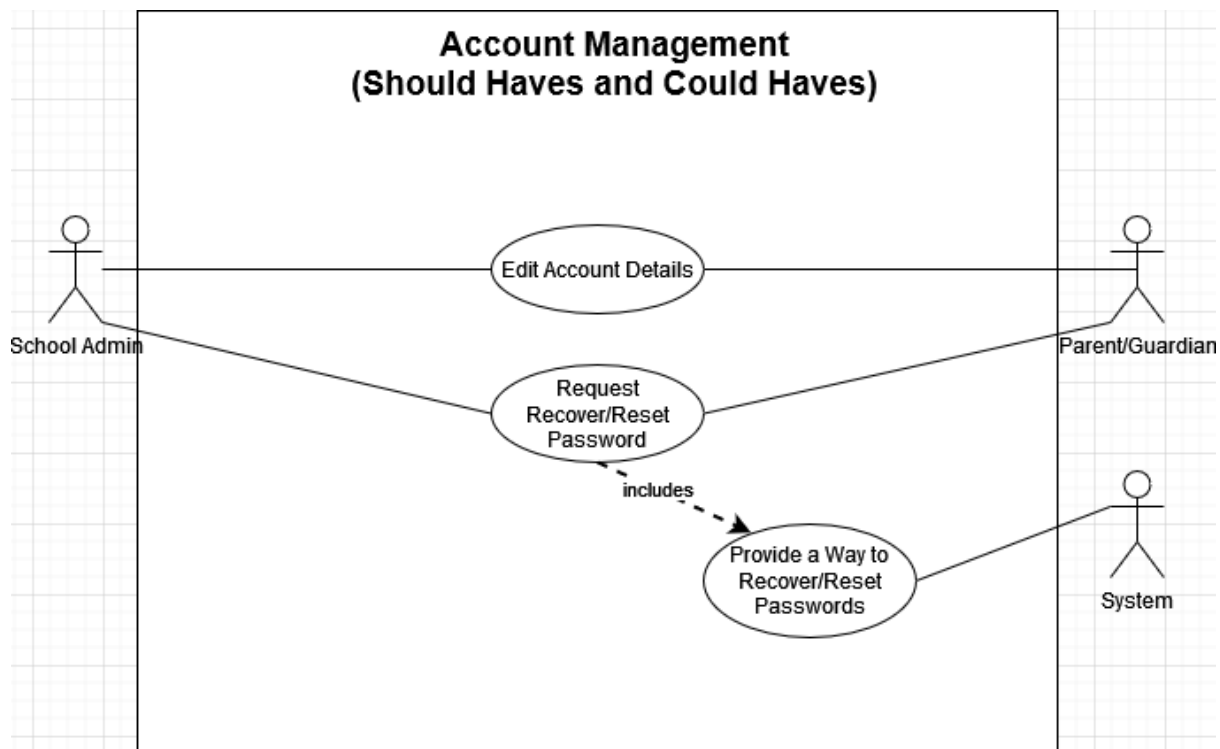 Account Management
(Should Haves and Could Haves)
Edit Account Details
School Admin
Parent/Guardian
Request
Recover/Reset
Password
includes
Provide a Way to
Recover/Reset
Passwords
System